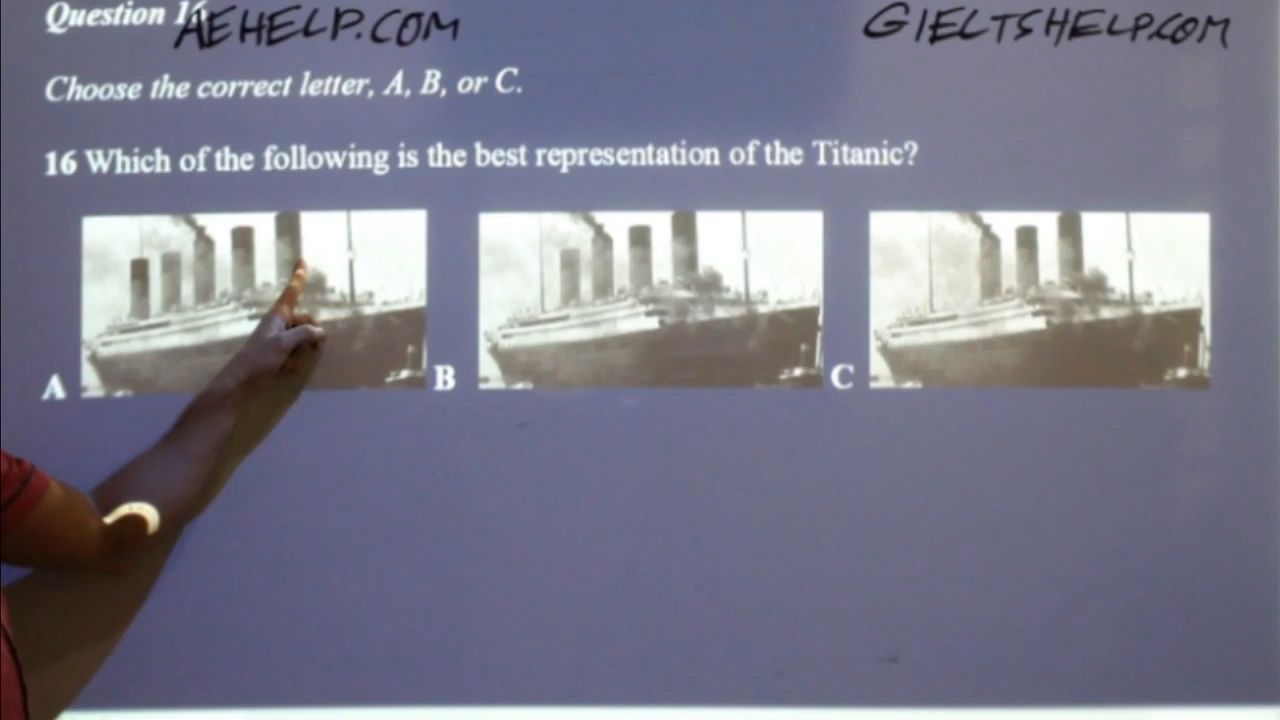 Question 16
AEHELP.COM
GIELTSHELP.COM
Choose the correct letter, A, B, or C.
16 Which of the following is the best representation of the Titanic?
A
B
C